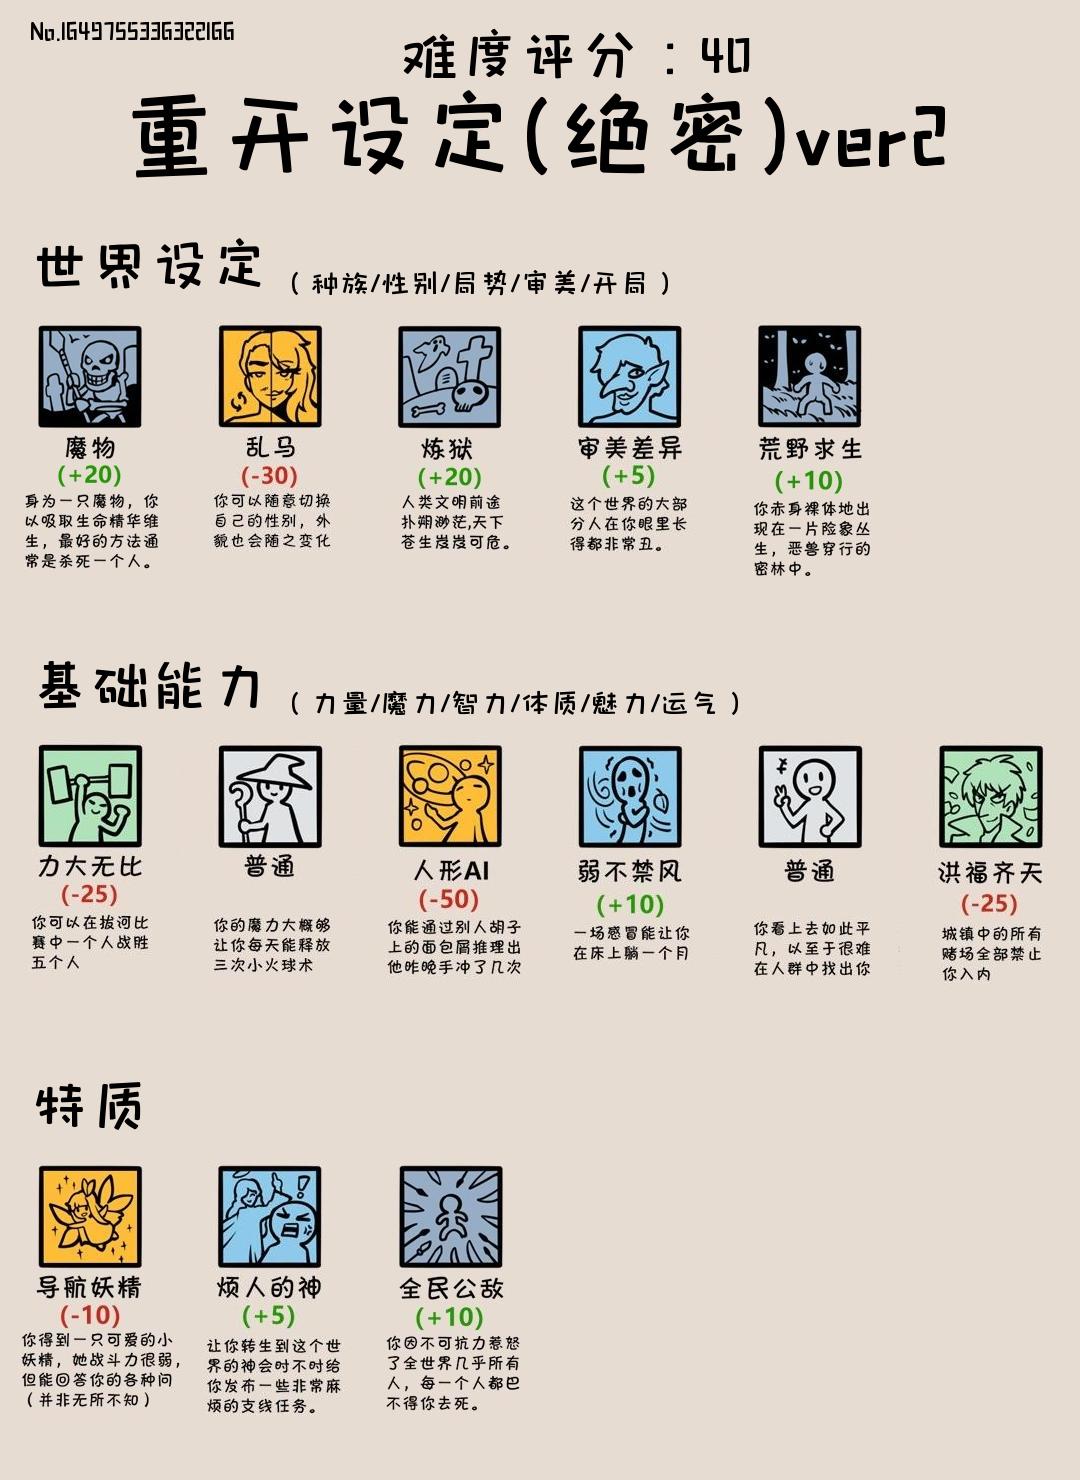 No.1649755336322166
难度评分：40
重开设定(绝密)ver2
世界设定（种族/性别/局势/审美/开局）
魔物
(+20)
身为一只魔物，你
以吸取生命精华维
生，最好的方法通
常是杀死一个人。
乱马
(-30)
你可以随意切换
自己的性别，外
貌也会随之变化
炼狱
(+20)
人类文明前途
扑朔渺茫,天下
苍生岌岌可危。
审美差异
(+5)
这个世界的大部
分人在你眼里长
得都非常丑。
荒野求生
(+10)
你赤身裸体地出
现在一片险象丛
生，恶兽穿行的
密林中。
基础能力（力量/魔力/智力/体质/魅力/运气）
力大无比
(-25)
你可以在拔河比
赛中一个人战胜
五个人
普通
你的魔力大概够
让你每天能释放
三次小火球术
人形AI
(-50)
你能通过别人胡子
上的面包屑推理出
他昨晚手冲了几次
弱不禁风
(+10)
一场感冒能让你
在床上躺一个月
普通
你看上去如此平
凡，以至于很难
在人群中找出你
洪福齐天
(-25)
城镇中的所有
赌场全部禁止
你入内
特质
导航妖精
(-10)
你得到一只可爱的小
妖精，她战斗力很弱，
但能回答你的各种问
（并非无所不知）
烦人的神
(+5)
让你转生到这个世
界的神会时不时给
你发布一些非常麻
烦的支线任务。
全民公敌
(+10)
你因不可抗力惹怒
了全世界几乎所有
人，每一个人都巴
不得你去死。